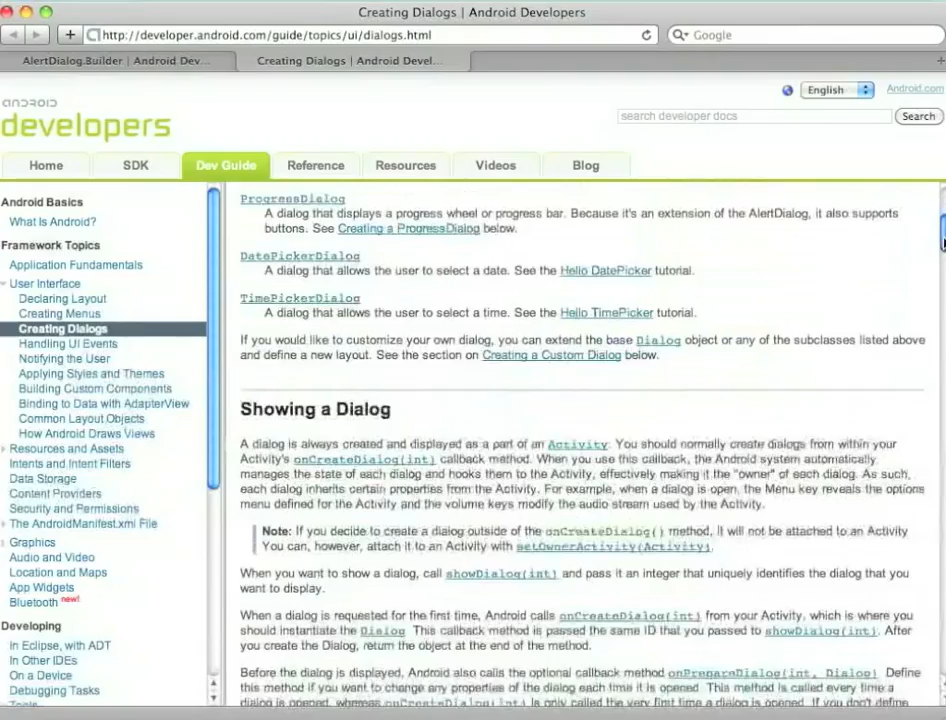 Creating Dialogs | Android Developers
http://developer.android.com/guide/topics/ui/dialogs.html
Google
AlertDialog.Builder | Android Dev...
Creating Dialogs | Android Devel...
English
Android.com
android
developers
search developer docs
Search
Home
SDK
Dev Guide
Reference
Resources
Videos
Blog
Android Basics
What Is Android?
Framework Topics
Application Fundamentals
User Interface
Declaring Layout
Creating Menus
Creating Dialogs
Handling UI Events
Notifying the User
Applying Styles and Themes
Building Custom Components
Binding to Data with AdapterView
Common Layout Objects
How Android Draws Views
Resources and Assets
Intents and Intent Filters
Data Storage
Content Providers
Security and Permissions
The AndroidManifest.xml File
Graphics
Audio and Video
Location and Maps
App Widgets
Bluetooth new!
Developing
In Eclipse, with ADT
In Other IDEs
On a Device
Debugging Tasks
Tools
ProgressDialog
A dialog that displays a progress wheel or progress bar. Because it's an extension of the AlertDialog, it also supports
buttons. See Creating a ProgressDialog below.
DatePickerDialog
A dialog that allows the user to select a date. See the Hello DatePicker tutorial.
TimePickerDialog
A dialog that allows the user to select a time. See the Hello TimePicker tutorial.
If you would like to customize your own dialog, you can extend the base Dialog object or any of the subclasses listed above
and define a new layout. See the section on Creating a Custom Dialog below.
Showing a Dialog
A dialog is always created and displayed as a part of an Activity. You should normally create dialogs from within your
Activity's onCreateDialog(int) callback method. When you use this callback, the Android system automatically
manages the state of each dialog and hooks them to the Activity, effectively making it the "owner" of each dialog. As such,
each dialog inherits certain properties from the Activity. For example, when a dialog is open, the Menu key reveals the options
menu defined for the Activity and the volume keys modify the audio stream used by the Activity.
Note: If you decide to create a dialog outside of the onCreateDialog() method, it will not be attached to an Activity
You can, however, attach it to an Activity with setOwnerActivity(Activity).
When you want to show a dialog, call showDialog(int) and pass it an integer that uniquely identifies the dialog that you
want to display.
When a dialog is requested for the first time, Android calls onCreateDialog(int) from your Activity, which is where you
should instantiate the Dialog. This callback method is passed the same ID that you passed to showDialog(int). After
you create the Dialog, return the object at the end of the method.
Before the dialog is displayed, Android also calls the optional callback method onPrepareDialog(int, Dialog). Define
this method if you want to change any properties of the dialog each time it is opened. This method is called every time a
dialog is opened, whereas onCreateDialog(int) is only called the very first time a dialog is opened. If you don't define